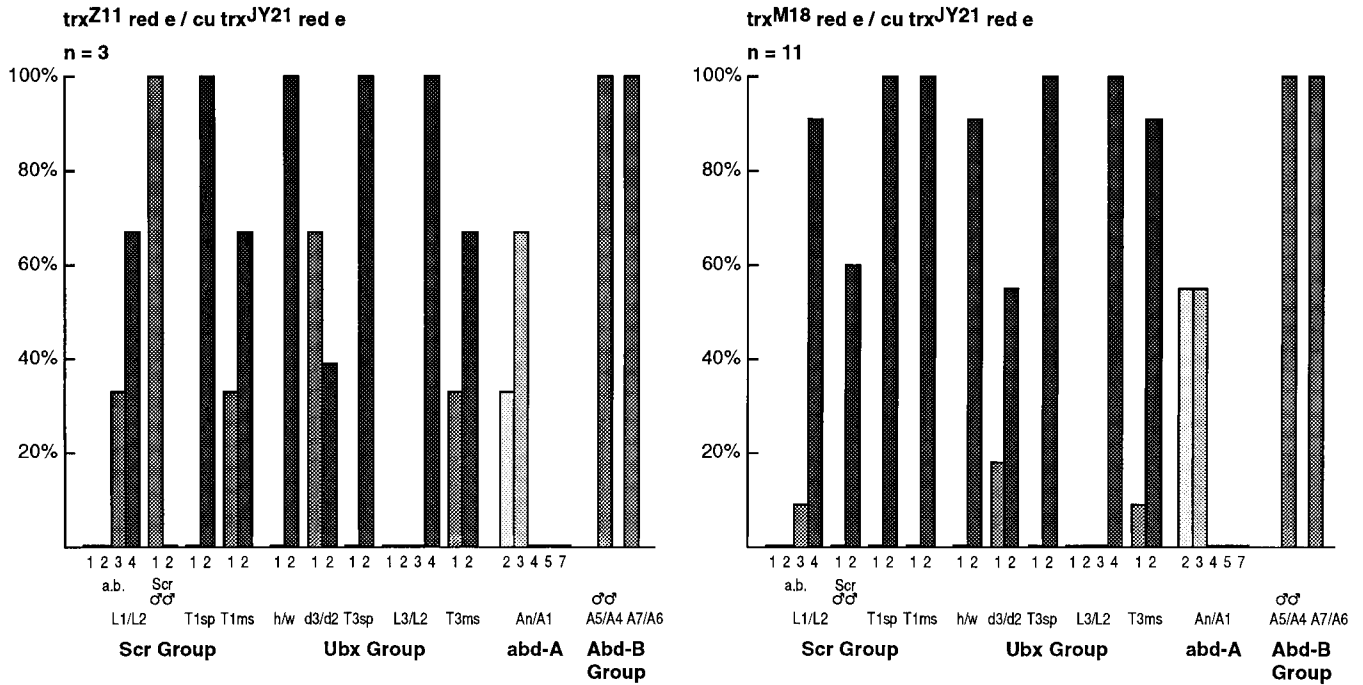 trxZ11 red e / cu trxJY21 red e
n = 3
100%
80%
60%
40%
20%
1 2 3 4 1 2 1 2 1 2 1 2 1 2 1 2 1 2 3 4 1 2 2 3 4 5 7
a.b. Scr
♂♂ ♂♂
L1/L2 T1sp T1ms h/w d3/d2 T3sp L3/L2 T3ms An/A1 A5/A4 A7/A6
Scr Group Ubx Group abd-A Abd-B
Group
trxM18 red e / cu trxJY21 red e
n = 11
100%
80%
60%
40%
20%
1 2 3 4 1 2 1 2 1 2 1 2 1 2 1 2 1 2 3 4 1 2 2 3 4 5 7
a.b. Scr
♂♂ ♂♂
L1/L2 T1sp T1ms h/w d3/d2 T3sp L3/L2 T3ms An/A1 A5/A4 A7/A6
Scr Group Ubx Group abd-A Abd-B
Group